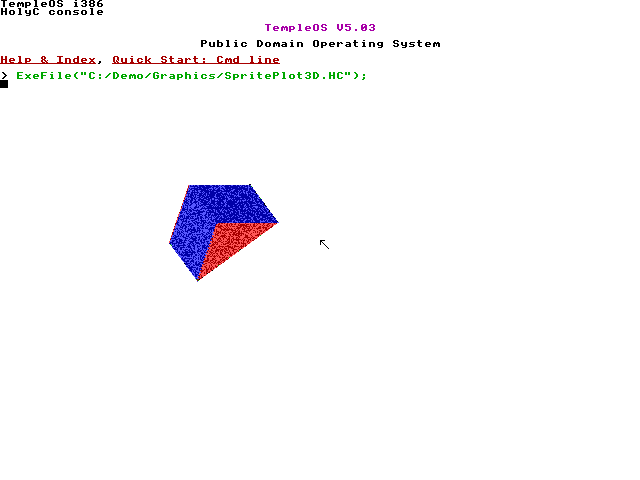 TempleOS i386
HolyC console
TempleOS V5.03
Public Domain Operating System
Help & Index, Quick Start: Cmd line
> ExeFile("C:/Demo/Graphics/SpritePlot3D.HC");